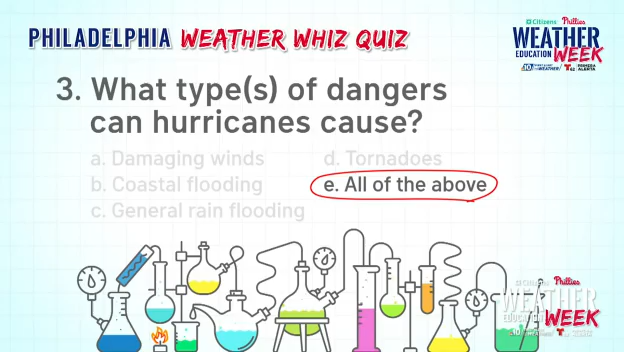 PHILADELPHIA WEATHER WHIZ QUIZ
Citizens Phillies
WEATHER
EDUCATION WEEK
3. What type(s) of dangers
can hurricanes cause?
a. Damaging winds
b. Coastal flooding
c. General rain flooding
d. Tornadoes
e. All of the above
Citizens Phillies
WEATHER
EDUCATION
WEEK